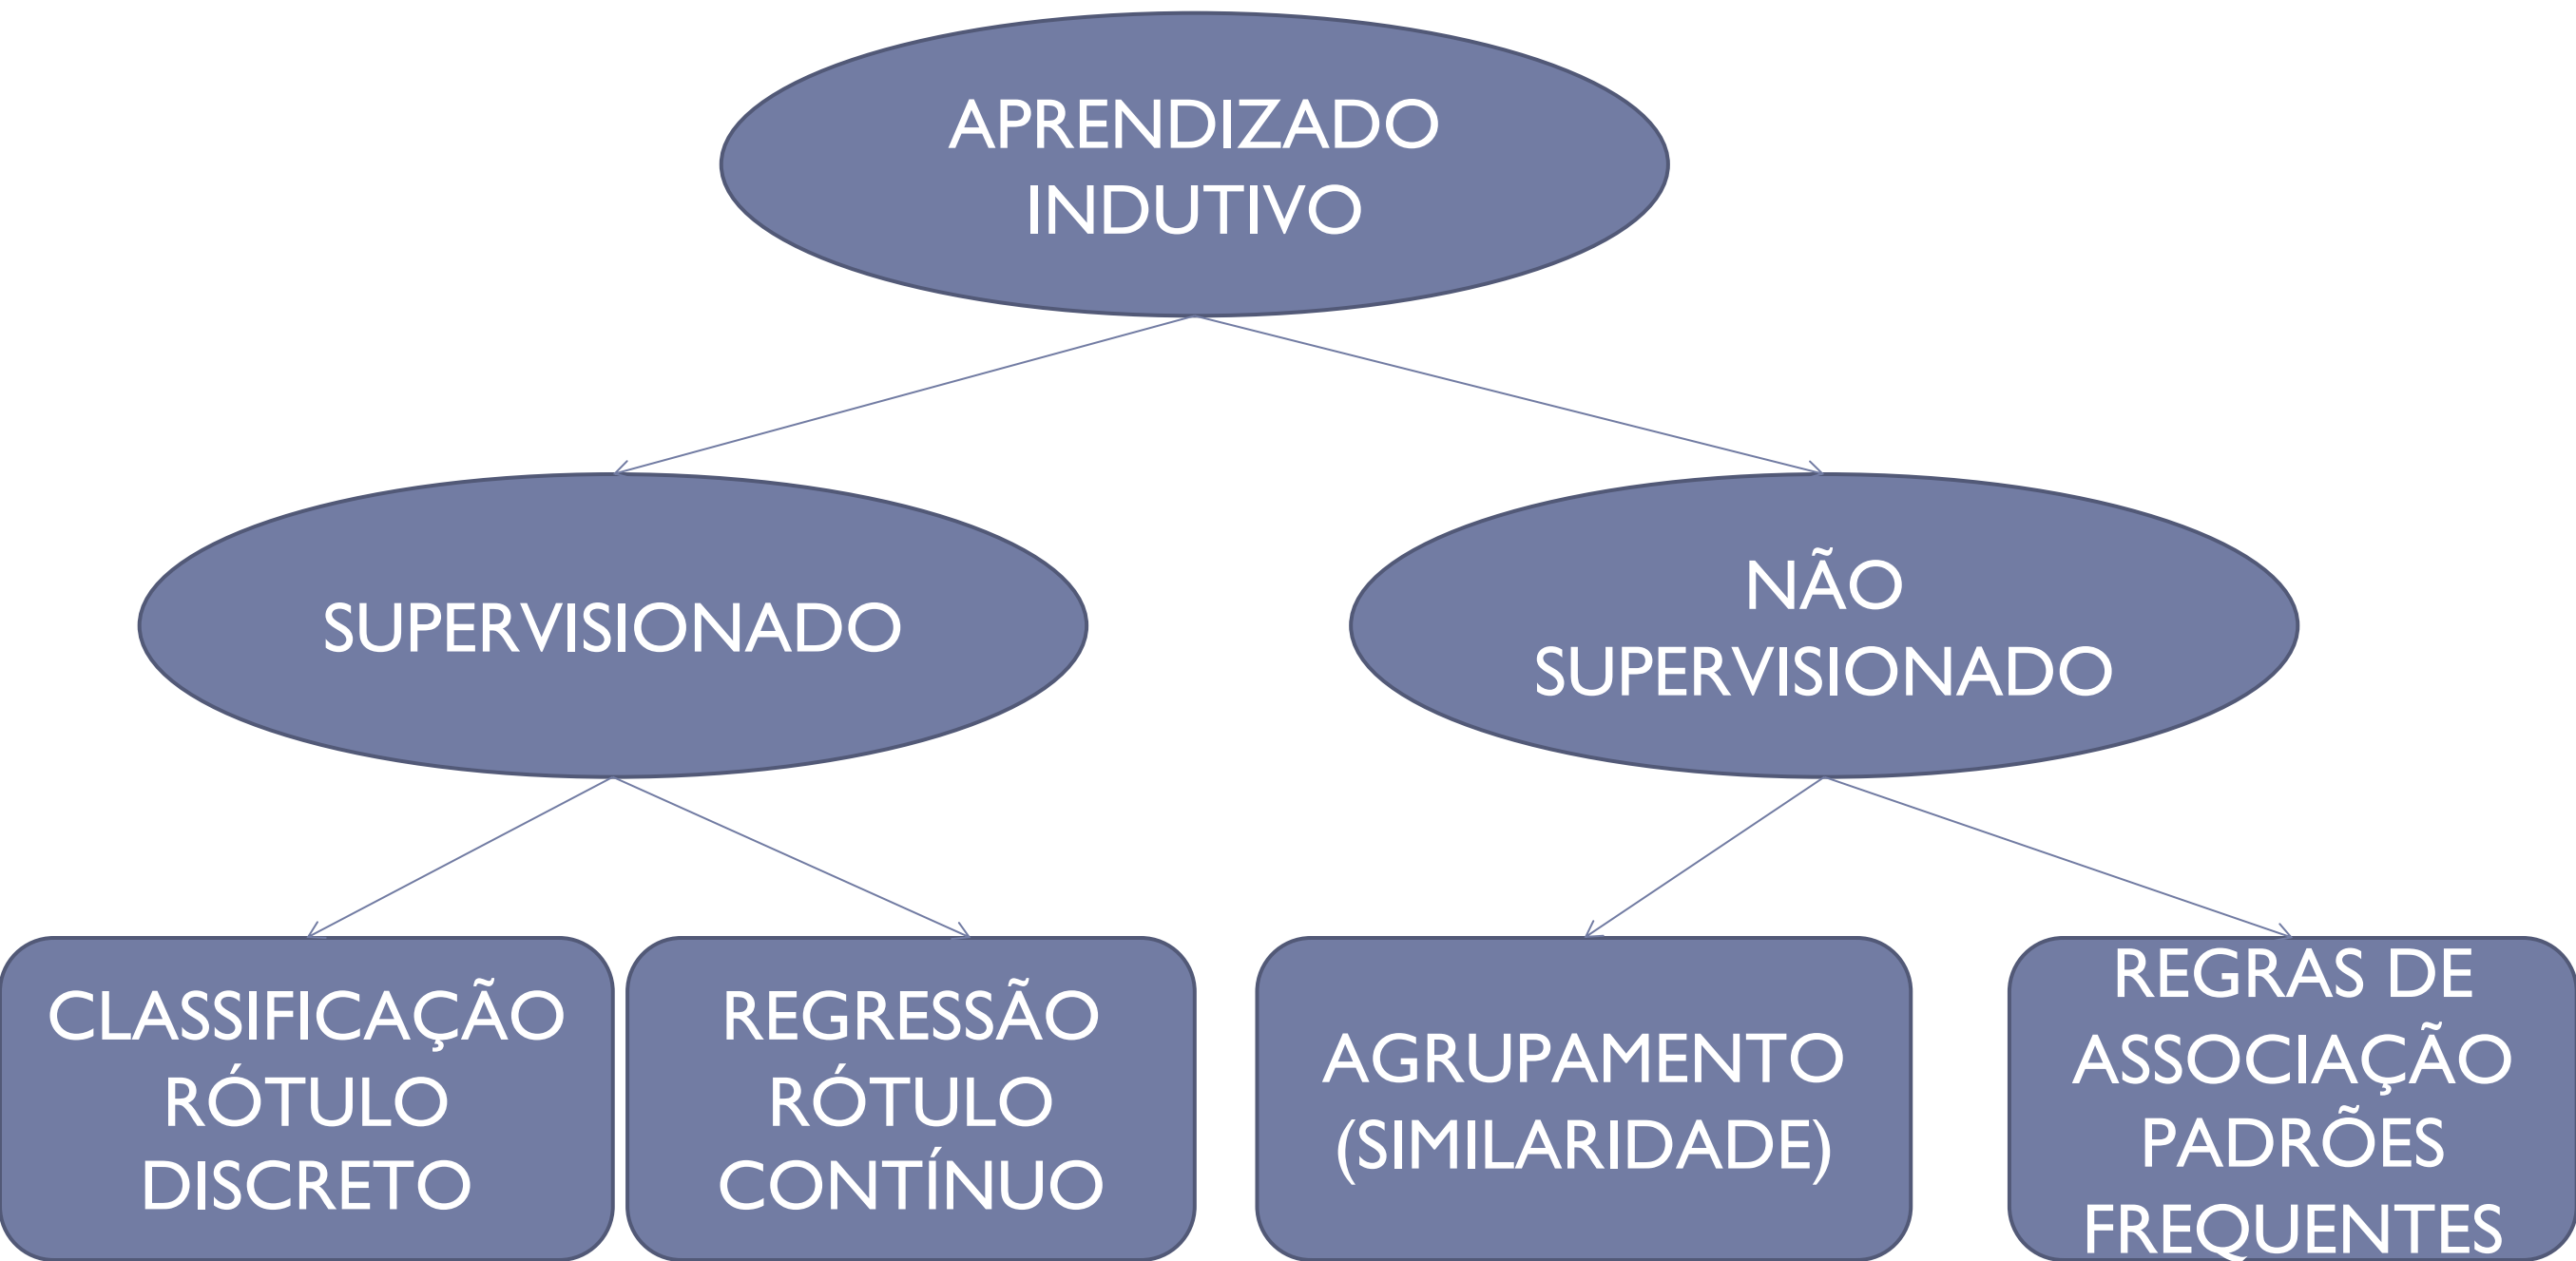 APRENDIZADO
INDUTIVO
SUPERVISIONADO
NÃO
SUPERVISIONADO
CLASSIFICAÇÃO
RÓTULO
DISCRETO
REGRESSÃO
RÓTULO
CONTÍNUO
AGRUPAMENTO
(SIMILARIDADE)
REGRAS DE
ASSOCIAÇÃO
PADRÕES
FREQUENTES